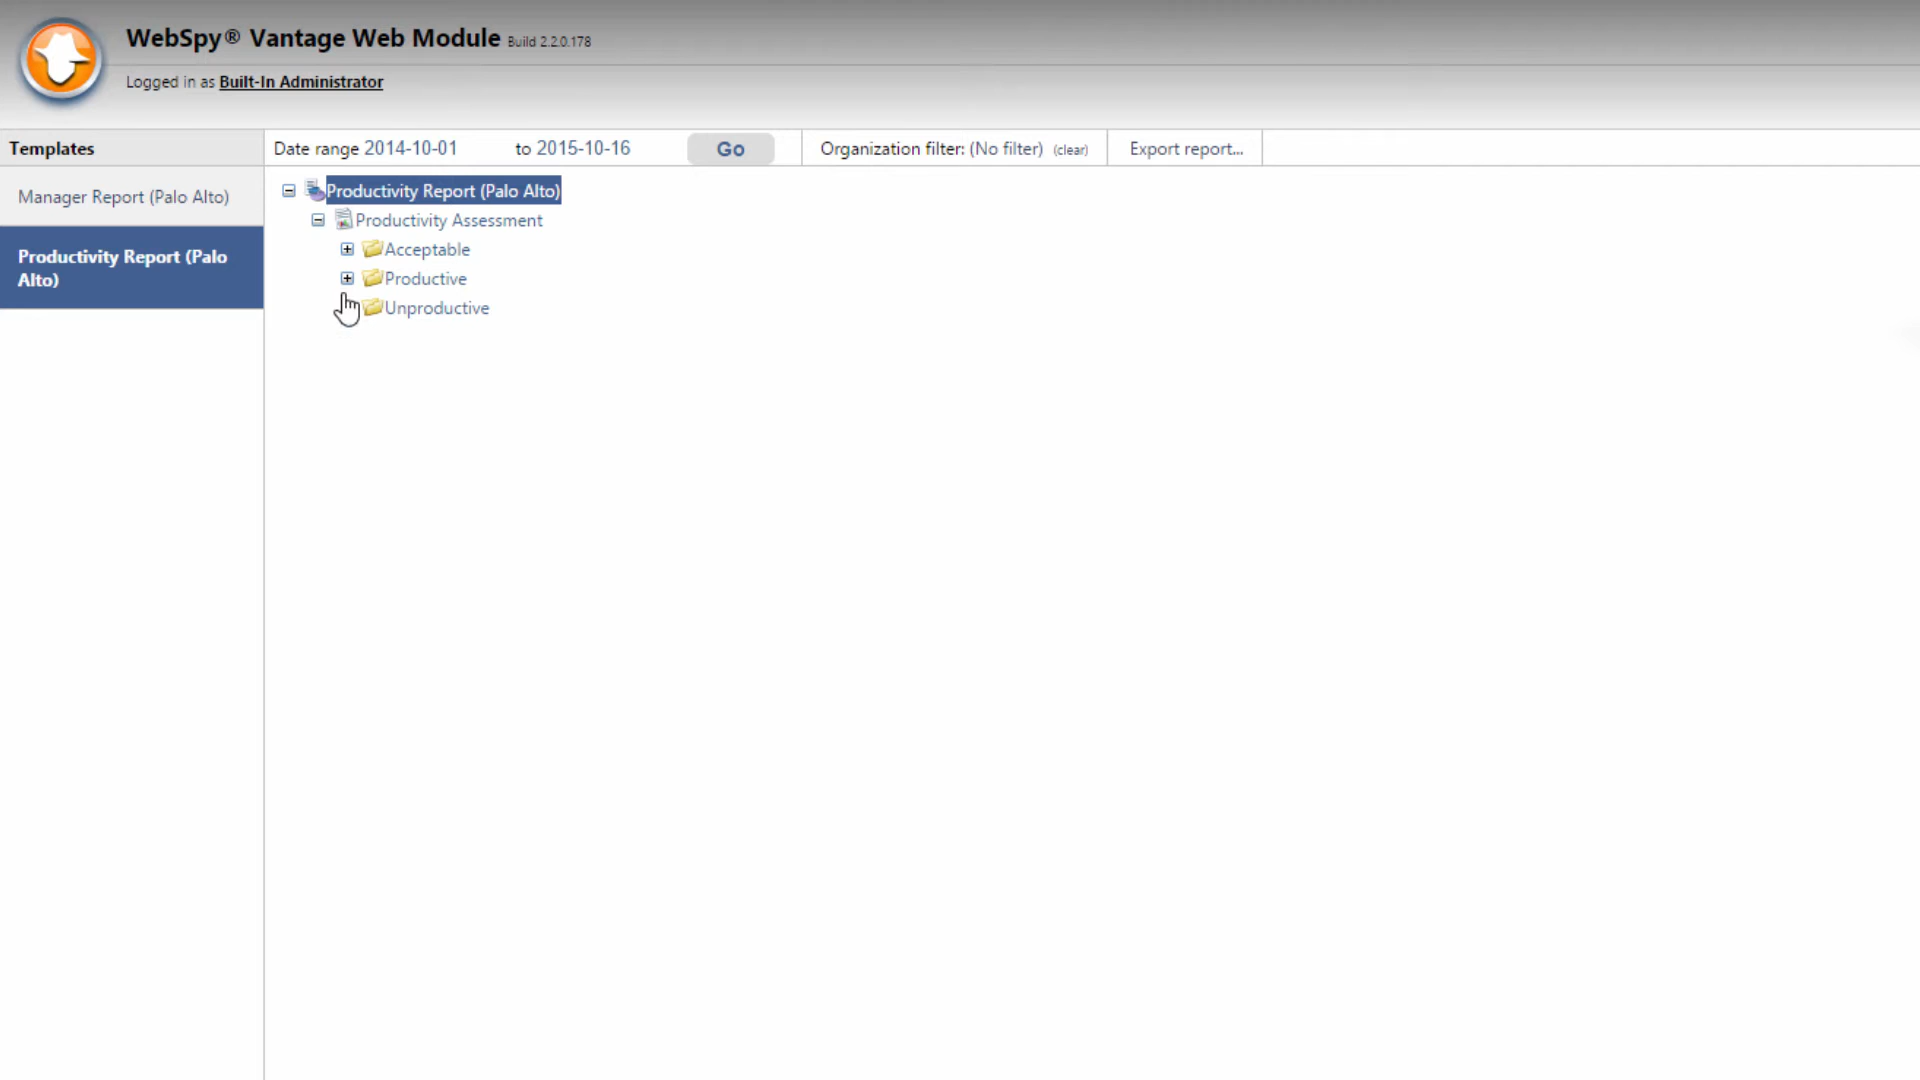 WebSpy® Vantage Web Module Build 2.2.0.178
Logged in as Built-In Administrator
Templates
Date range 2014-10-01 to 2015-10-16 Go Organization filter: (No filter) (clear) Export report...
Manager Report (Palo Alto)
Productivity Report (Palo
Alto)
Productivity Report (Palo Alto)
Productivity Assessment
Acceptable
Productive
Unproductive